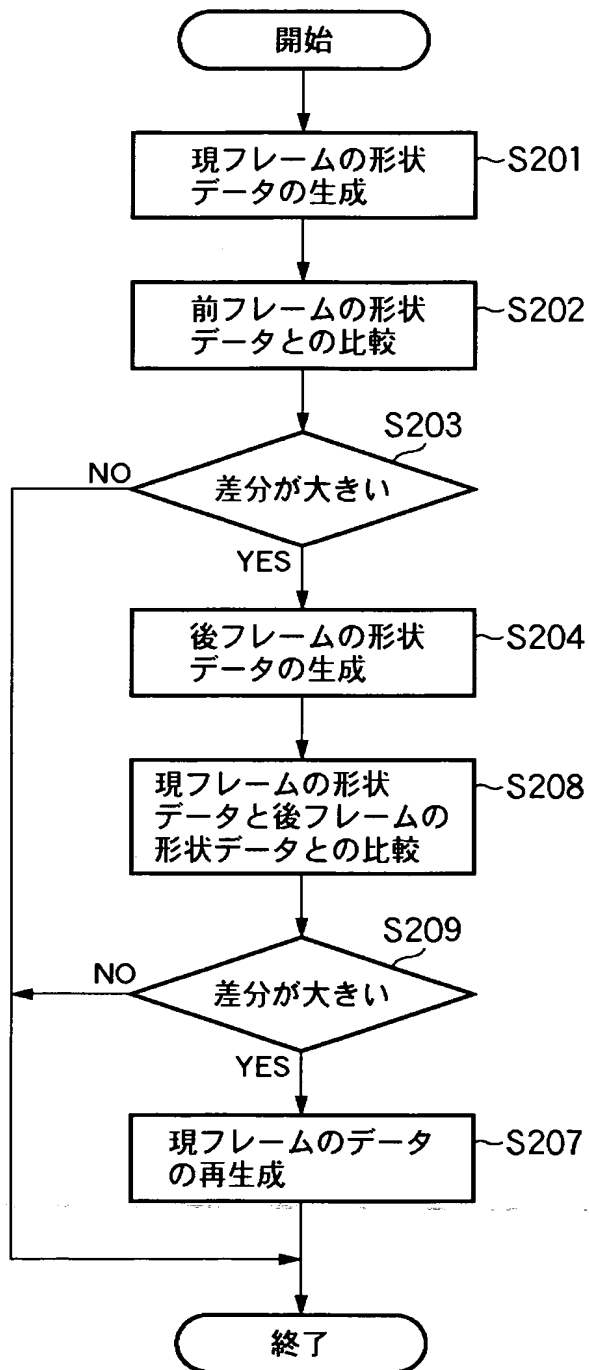 開始
現フレームの形状
データの生成
S201
前フレームの形状
データとの比較
S202
S203
差分が大きい
NO
YES
後フレームの形状
データの生成
S204
現フレームの形状
データと後フレームの
形状データとの比較
S208
S209
差分が大きい
NO
YES
現フレームのデータ
の再生成
S207
終了